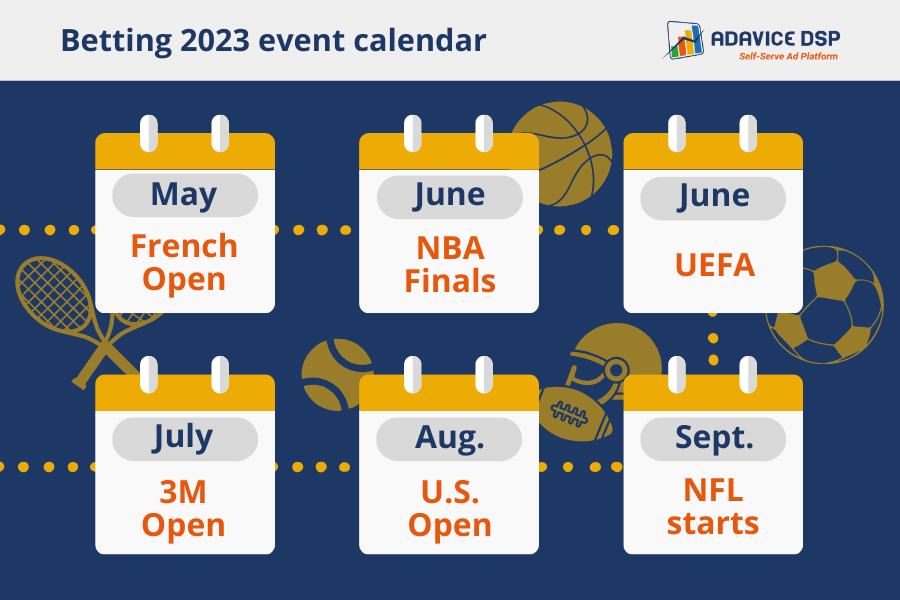 Betting 2023 event calendar
ADAVICE DSP
Self-Serve Ad Platform
May
French
Open
June
NBA
Finals
June
UEFA
July
3M
Open
Aug.
U.S.
Open
Sept.
NFL
starts